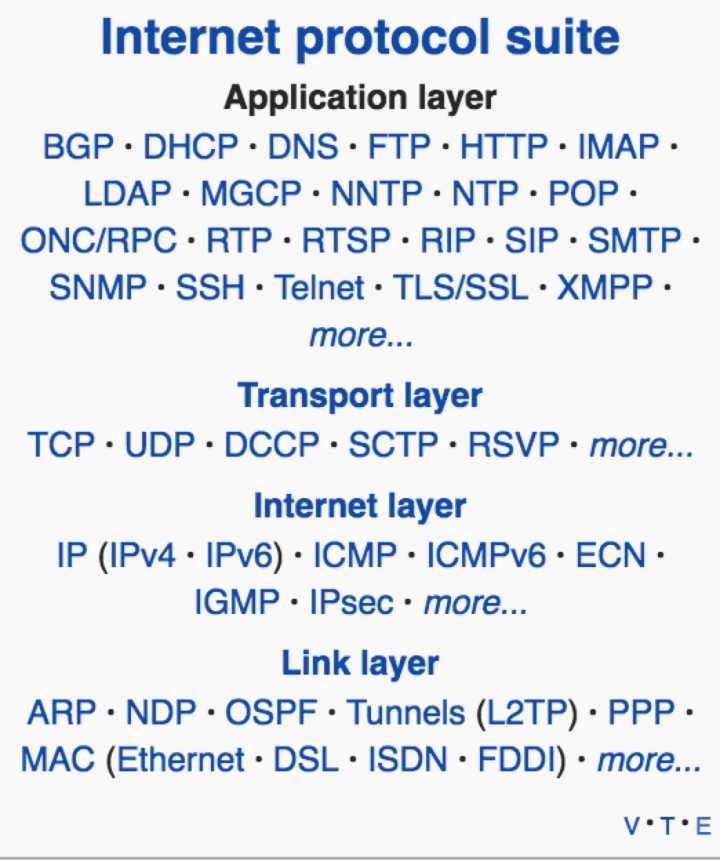 Internet protocol suite
Application layer
BGP · DHCP · DNS · FTP · HTTP · IMAP ·
LDAP · MGCP · NNTP · NTP · POP ·
ONC/RPC · RTP · RTSP · RIP · SIP · SMTP ·
SNMP · SSH · Telnet · TLS/SSL · XMPP ·
more...
Transport layer
TCP · UDP · DCCP · SCTP · RSVP · more...
Internet layer
IP (IPv4 · IPv6) · ICMP · ICMPv6 · ECN ·
IGMP · IPsec · more...
Link layer
ARP · NDP · OSPF · Tunnels (L2TP) · PPP ·
MAC (Ethernet · DSL · ISDN · FDDI) · more...
V · T · E